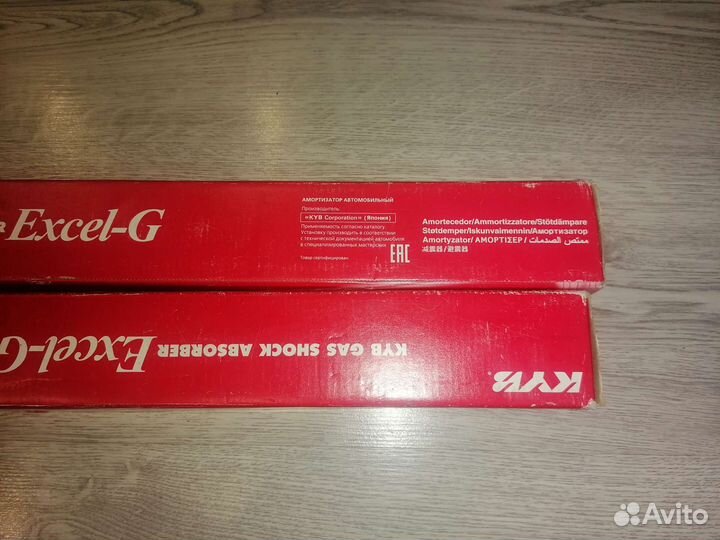 Excel-G
АМОРТИЗАТОР АВТОМОБИЛЬНЫЙ
Производитель:
«KYB Corporation» (Япония)
Применяемость согласно каталогу.
Установку производить в соответствии
с технической документацией автомобиля
в специализированных мастерских
Товар сертифицирован
EAC
Amortecedor/Ammortizzatore/Stötdämpare
Støtdemper/Iskunvaimennin/Амортизатор
Amortyzator/ ΑΜΟΡΤΙΣΕΡ / ممتص الصدمات /
减震器 / 避震器
KYB GAS SHOCK ABSORBER Excel-G
KYB
Avito